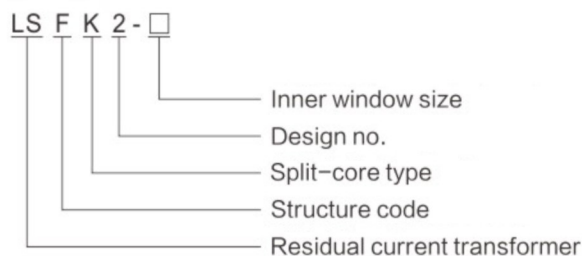 LS F K 2 - □
Inner window size
Design no.
Split-core type
Structure code
Residual current transformer